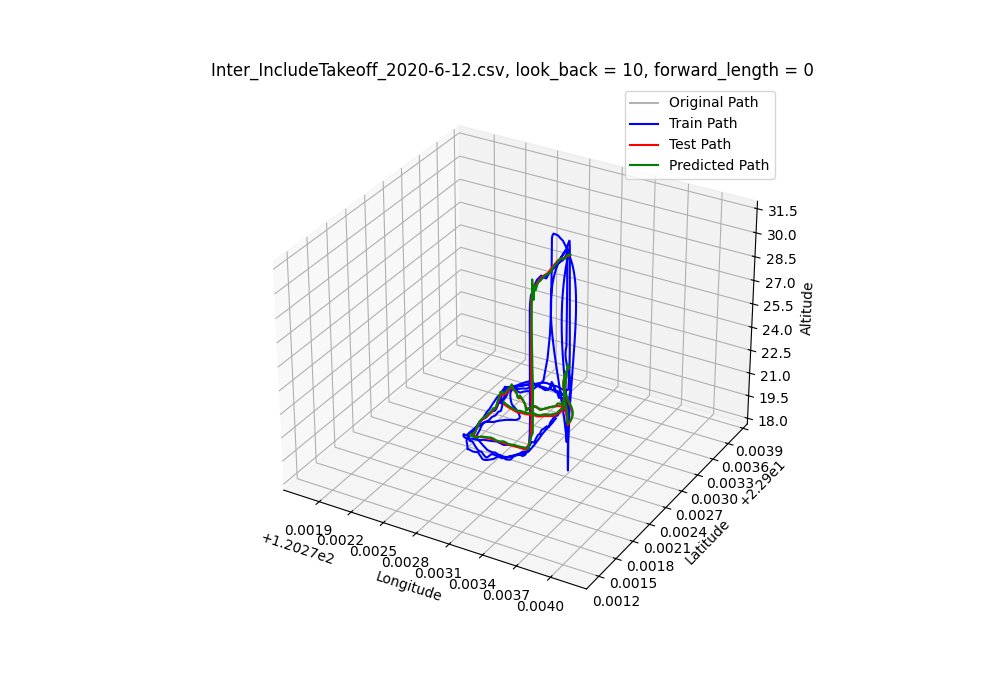 Inter_IncludeTakeoff_2020-6-12.csv, look_back = 10, forward_length = 0
Original Path
Train Path
Test Path
Predicted Path
31.5
30.0
28.5
27.0
25.5
24.0
22.5
21.0
19.5
18.0
Altitude
0.0039
0.0036
0.0033
0.0030
0.0027
0.0024
0.0021
0.0018
0.0015
0.0012
+2.29e1
Latitude
0.0019
0.0022
0.0025
0.0028
0.0031
0.0034
0.0037
0.0040
+1.2027e2
Longitude